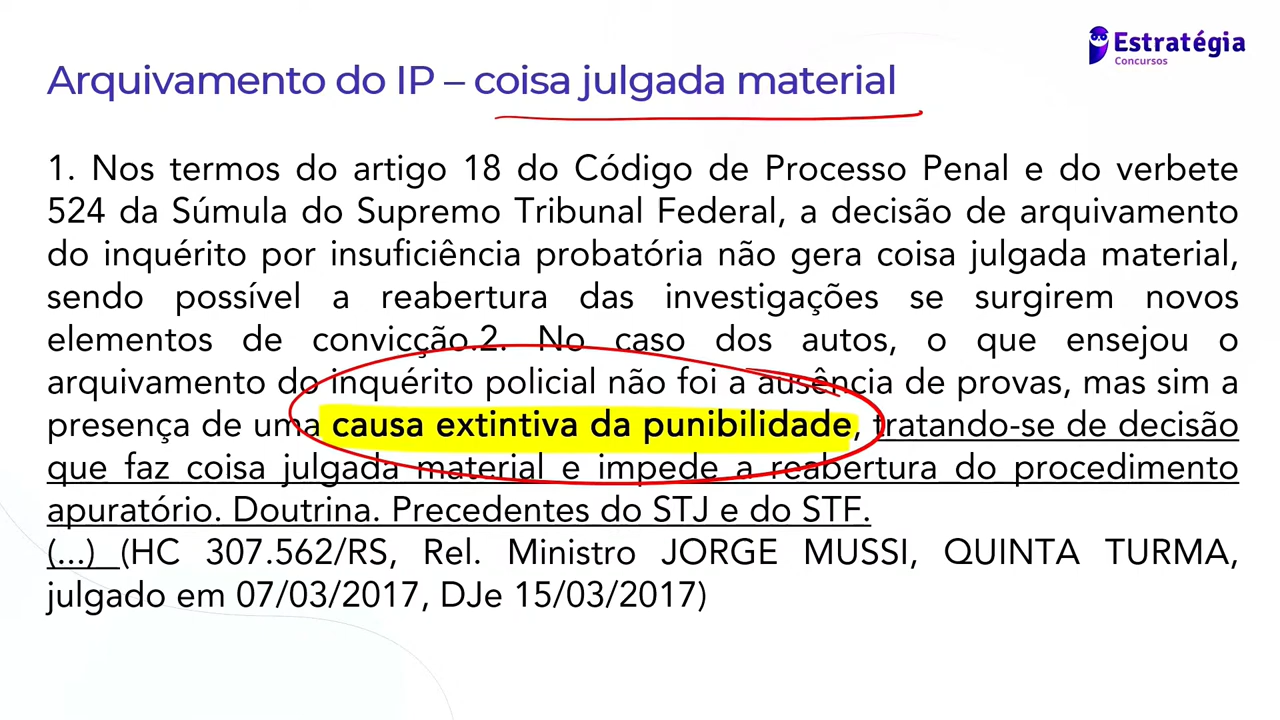 Estratégia
Concursos
Arquivamento do IP – coisa julgada material
1. Nos termos do artigo 18 do Código de Processo Penal e do verbete
524 da Súmula do Supremo Tribunal Federal, a decisão de arquivamento
do inquérito por insuficiência probatória não gera coisa julgada material,
sendo possível a reabertura das investigações se surgirem novos
elementos de convicção.2. No caso dos autos, o que ensejou o
arquivamento do inquérito policial não foi a ausência de provas, mas sim a
presença de uma causa extintiva da punibilidade, tratando-se de decisão
que faz coisa julgada material e impede a reabertura do procedimento
apuratório. Doutrina. Precedentes do STJ e do STF.
(...) (HC 307.562/RS, Rel. Ministro JORGE MUSSI, QUINTA TURMA,
julgado em 07/03/2017, DJe 15/03/2017)